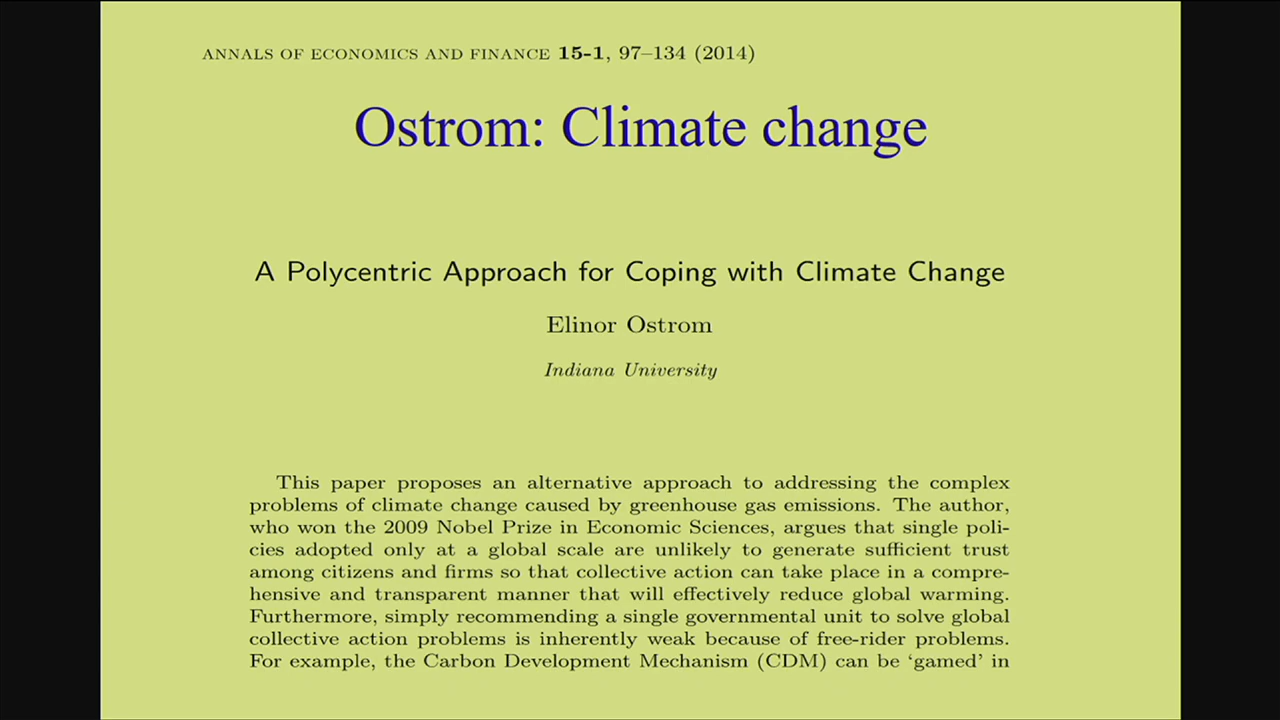 ANNALS OF ECONOMICS AND FINANCE 15-1, 97–134 (2014)
Ostrom: Climate change
A Polycentric Approach for Coping with Climate Change
Elinor Ostrom
Indiana University
This paper proposes an alternative approach to addressing the complex
problems of climate change caused by greenhouse gas emissions. The author,
who won the 2009 Nobel Prize in Economic Sciences, argues that single poli-
cies adopted only at a global scale are unlikely to generate sufficient trust
among citizens and firms so that collective action can take place in a compre-
hensive and transparent manner that will effectively reduce global warming.
Furthermore, simply recommending a single governmental unit to solve global
collective action problems is inherently weak because of free-rider problems.
For example, the Carbon Development Mechanism (CDM) can be ‘gamed’ in